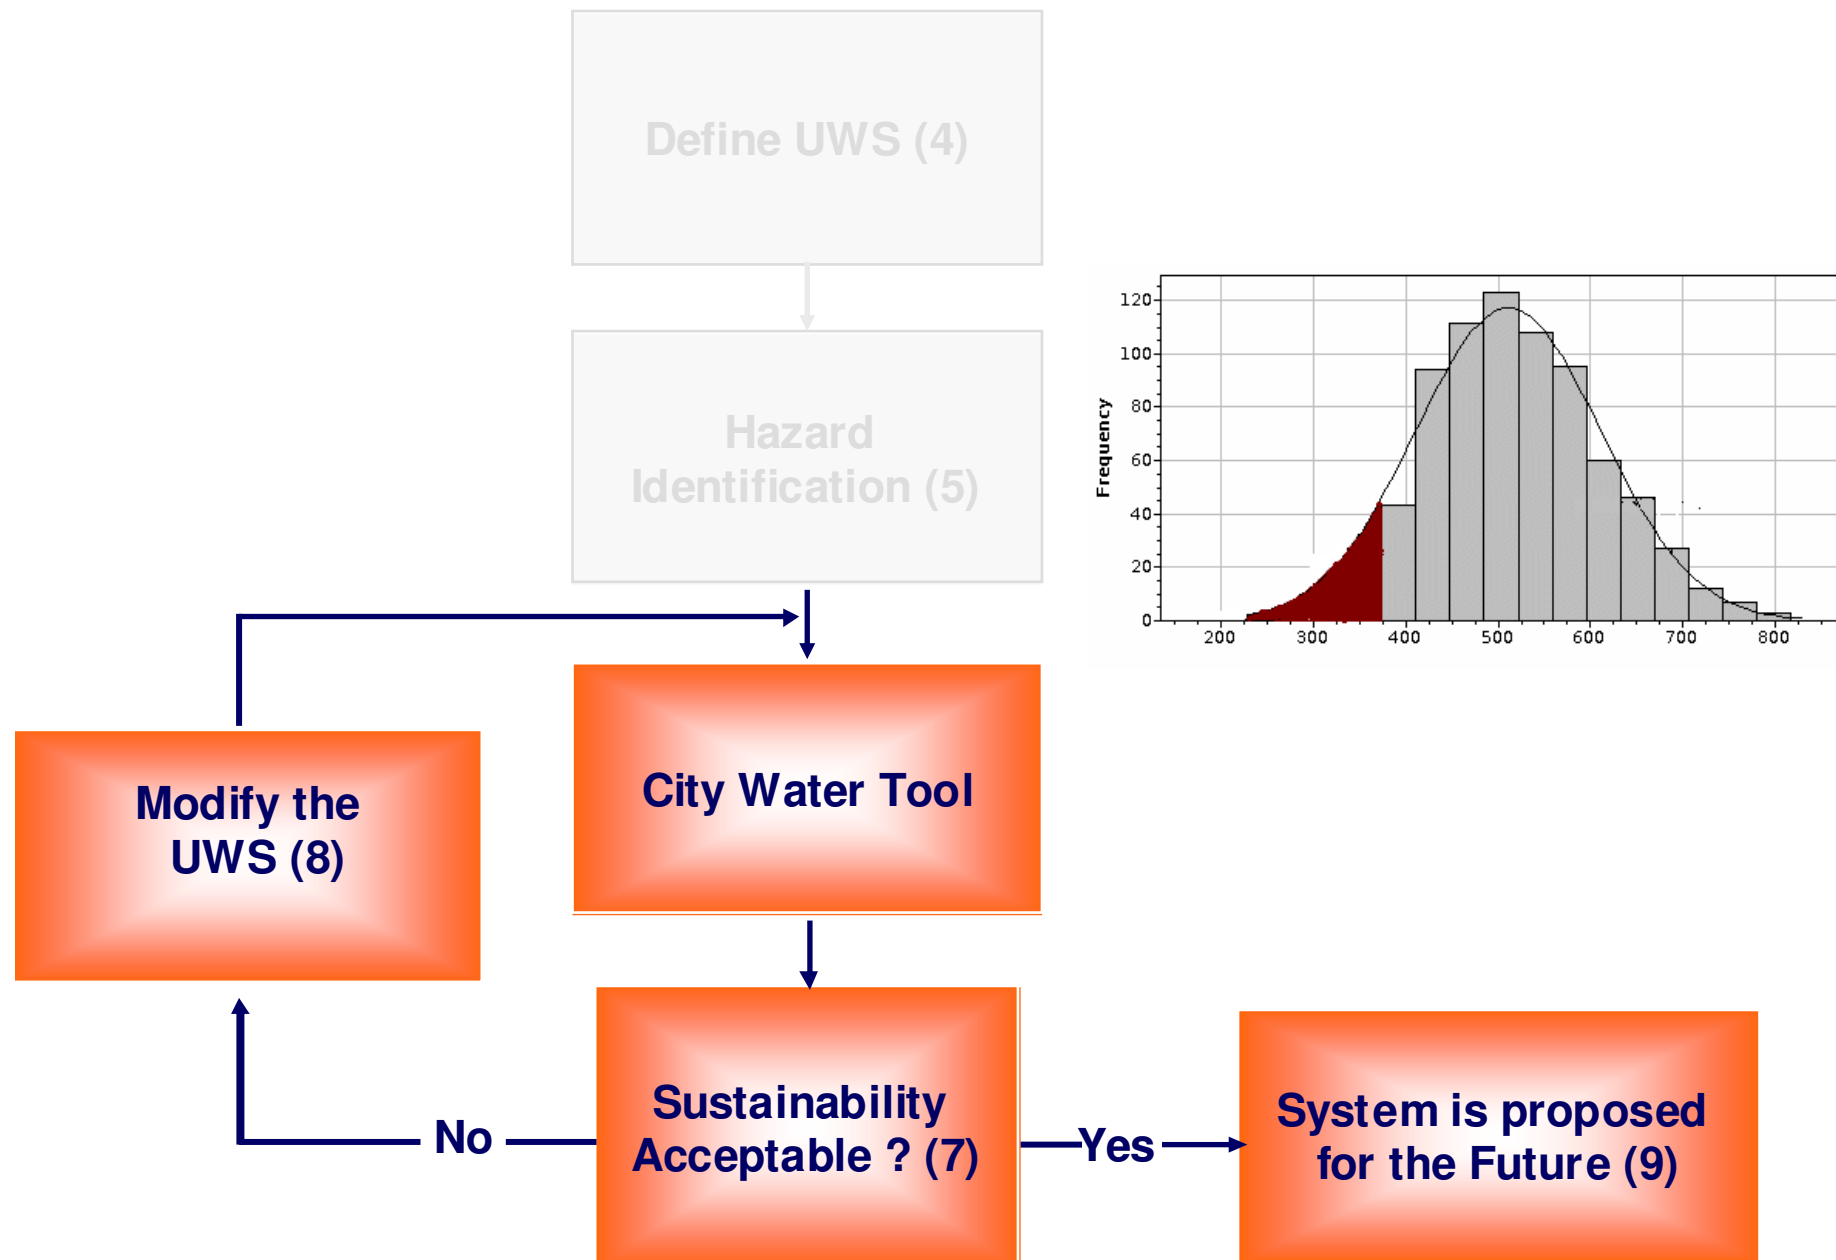 Define UWS (4)
Hazard
Identification (5)
120
100
80
60
40
20
0
Frequency
200 300 400 500 600 700 800
Modify the
UWS (8)
City Water Tool
Sustainability
Acceptable ? (7)
No
Yes
System is proposed
for the Future (9)